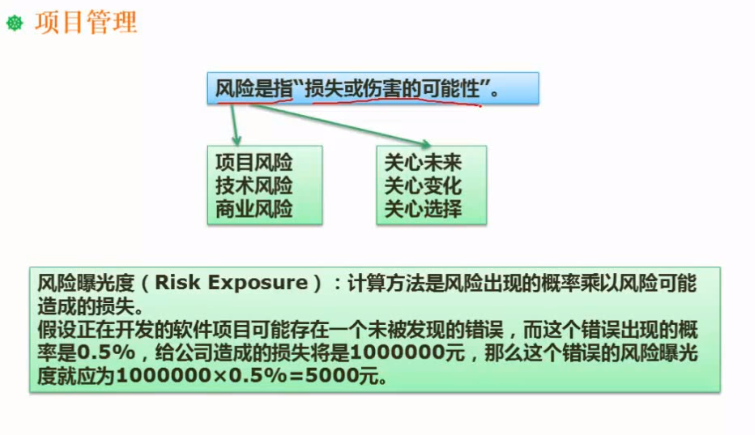 项目管理
风险是指“损失或伤害的可能性”。
项目风险
技术风险
商业风险
关心未来
关心变化
关心选择
风险曝光度（Risk Exposure）：计算方法是风险出现的概率乘以风险可能
造成的损失。
假设正在开发的软件项目可能存在一个未被发现的错误，而这个错误出现的概
率是0.5%，给公司造成的损失将是1000000元，那么这个错误的风险曝光
度就应为1000000×0.5%=5000元。